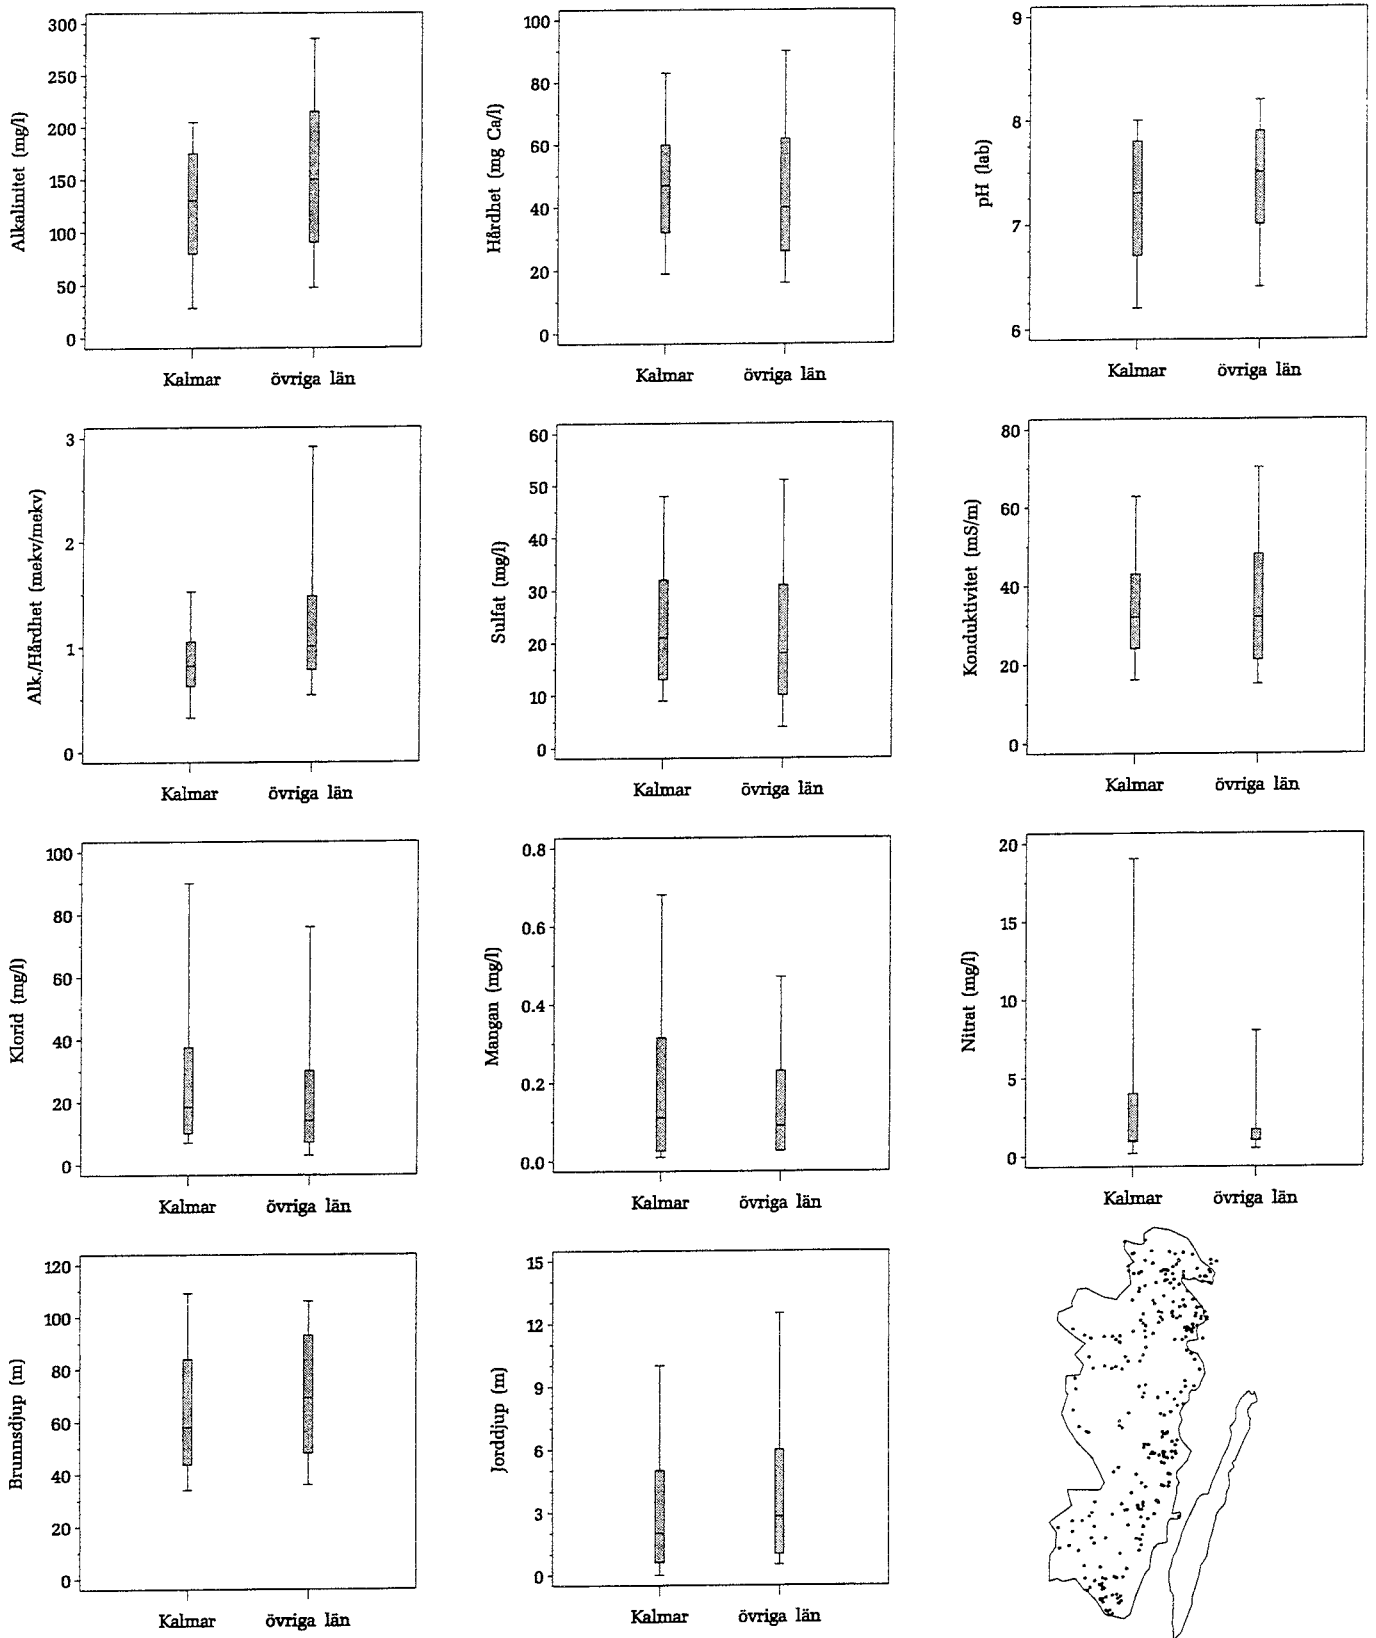 300
250
200
150
100
50
0
Alkalinitet (mg/l)
Kalmar övriga län
100
80
60
40
20
0
Hårdhet (mg Ca/l)
Kalmar övriga län
9
8
7
6
pH (lab)
Kalmar övriga län
3
2
1
0
Alk./Hårdhet (mekv/mekv)
Kalmar övriga län
60
50
40
30
20
10
0
Sulfat (mg/l)
Kalmar övriga län
80
60
40
20
0
Konduktivitet (mS/m)
Kalmar övriga län
100
80
60
40
20
0
Klorid (mg/l)
Kalmar övriga län
0.8
0.6
0.4
0.2
0.0
Mangan (mg/l)
Kalmar övriga län
20
15
10
5
0
Nitrat (mg/l)
Kalmar övriga län
120
100
80
60
40
20
0
Brunnsdjup (m)
Kalmar övriga län
15
12
9
6
3
0
Jorddjup (m)
Kalmar övriga län